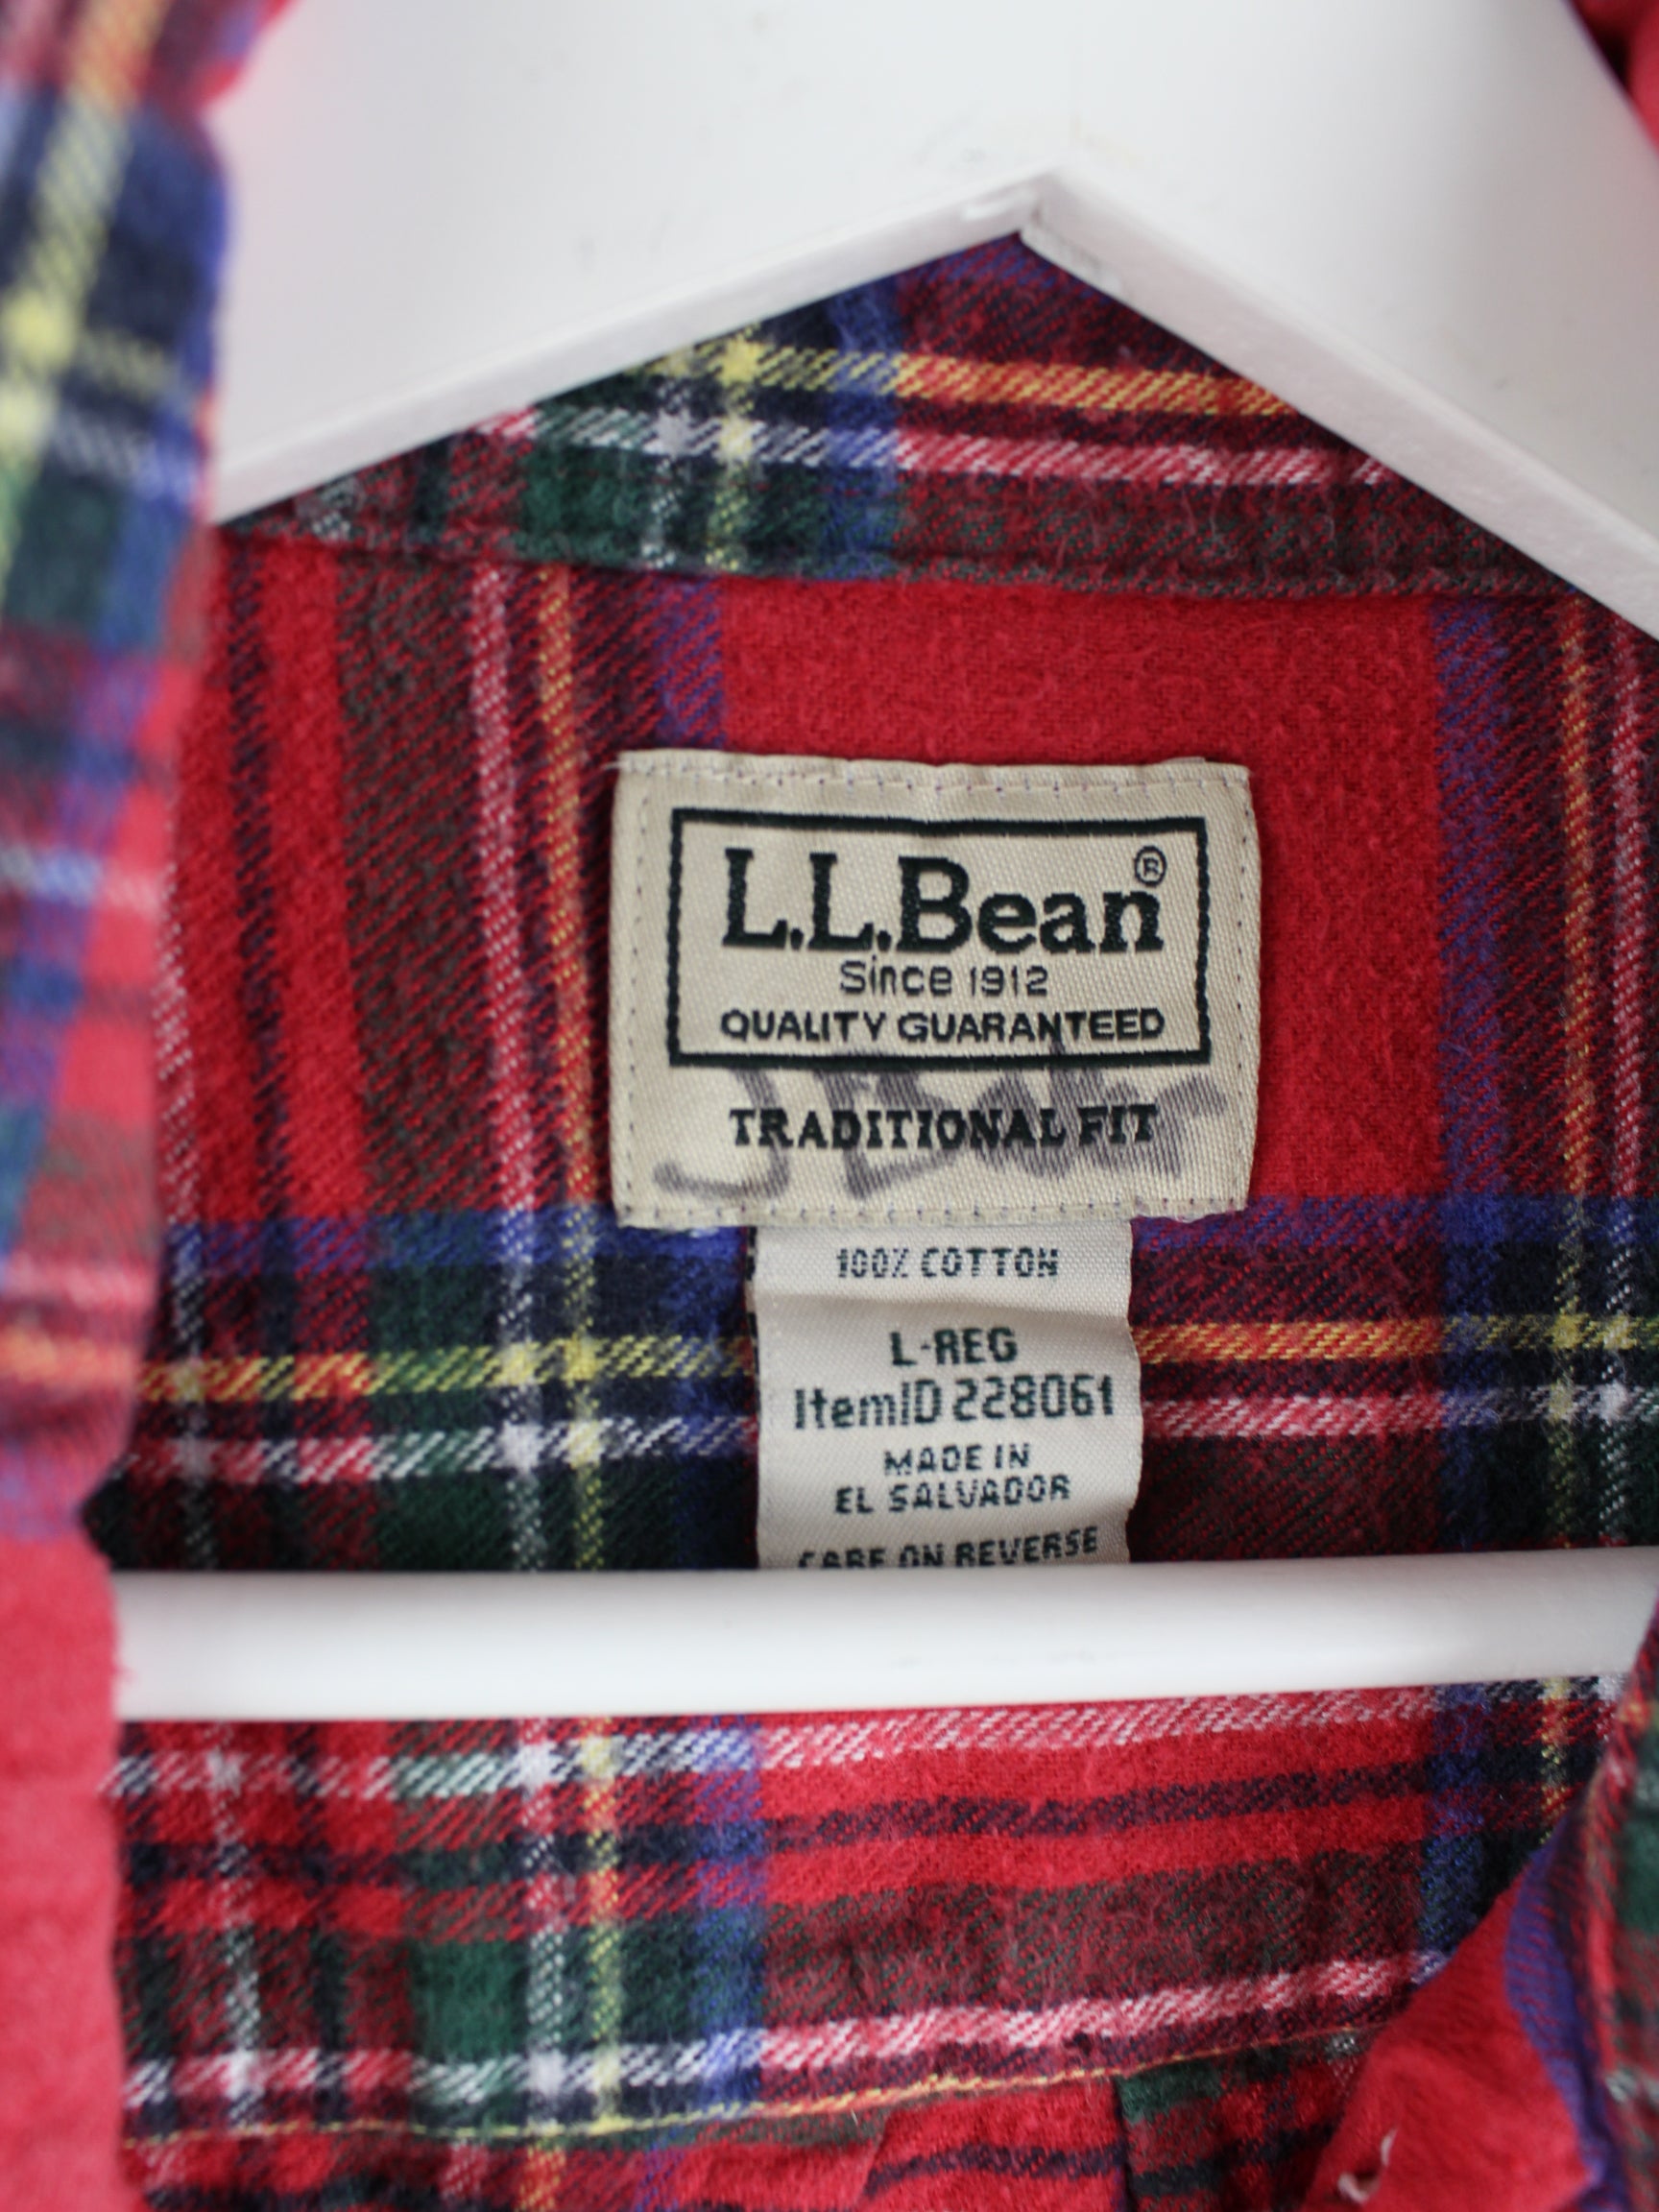 L.L.Bean®
Since 1912
QUALITY GUARANTEED
TRADITIONAL FIT
100% COTTON
L-REG
ItemID 228061
MADE IN
EL SALVADOR
CARE ON REVERSE